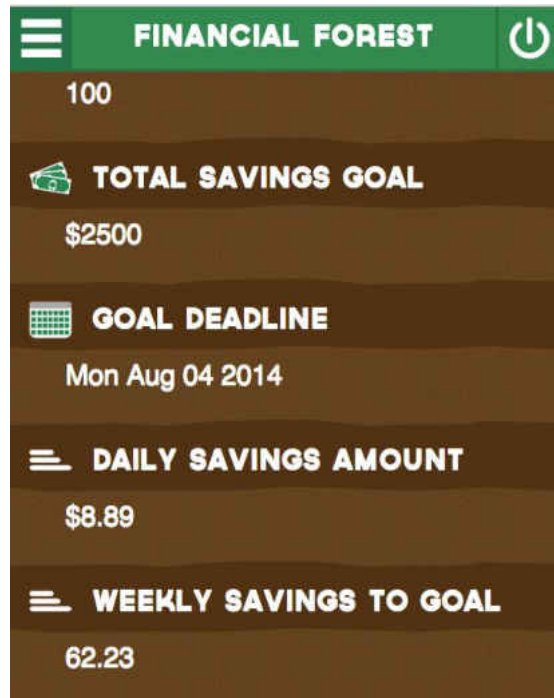 FINANCIAL FOREST
100
TOTAL SAVINGS GOAL
$2500
GOAL DEADLINE
Mon Aug 04 2014
DAILY SAVINGS AMOUNT
$8.89
WEEKLY SAVINGS TO GOAL
62.23